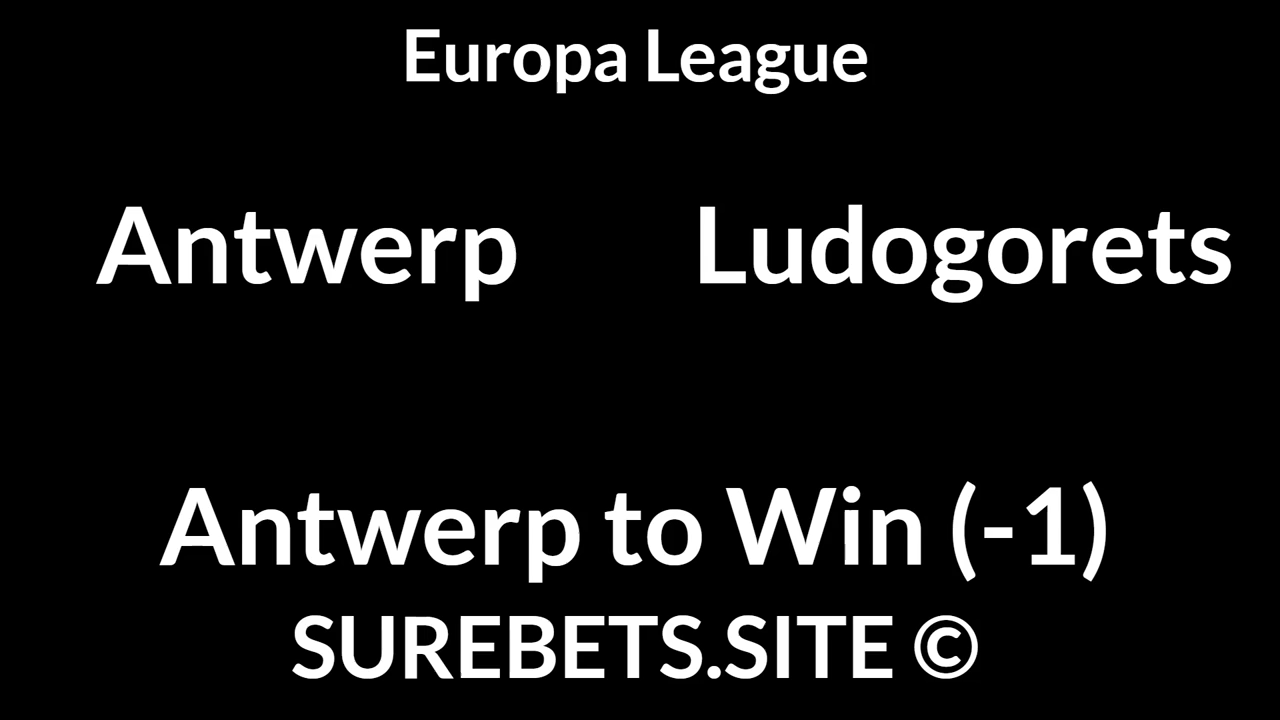 Europa League
Antwerp Ludogorets
Antwerp to Win (-1)
SUREBETS.SITE ©